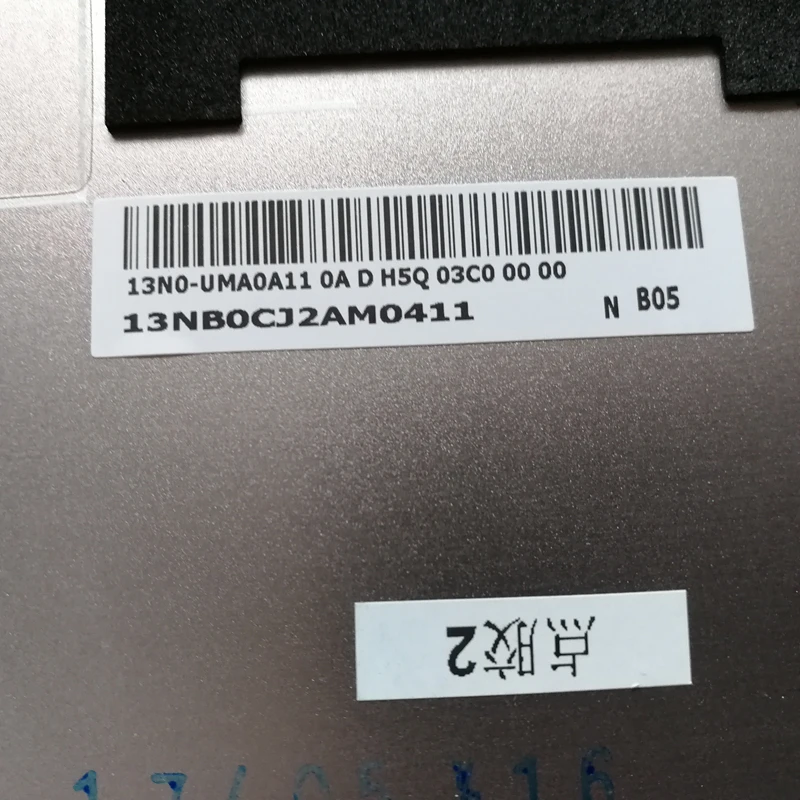 13N0-UMA0A11 0A D H5Q 03C0 00 00
13NB0CJ2AM0411
N B05
点胶2